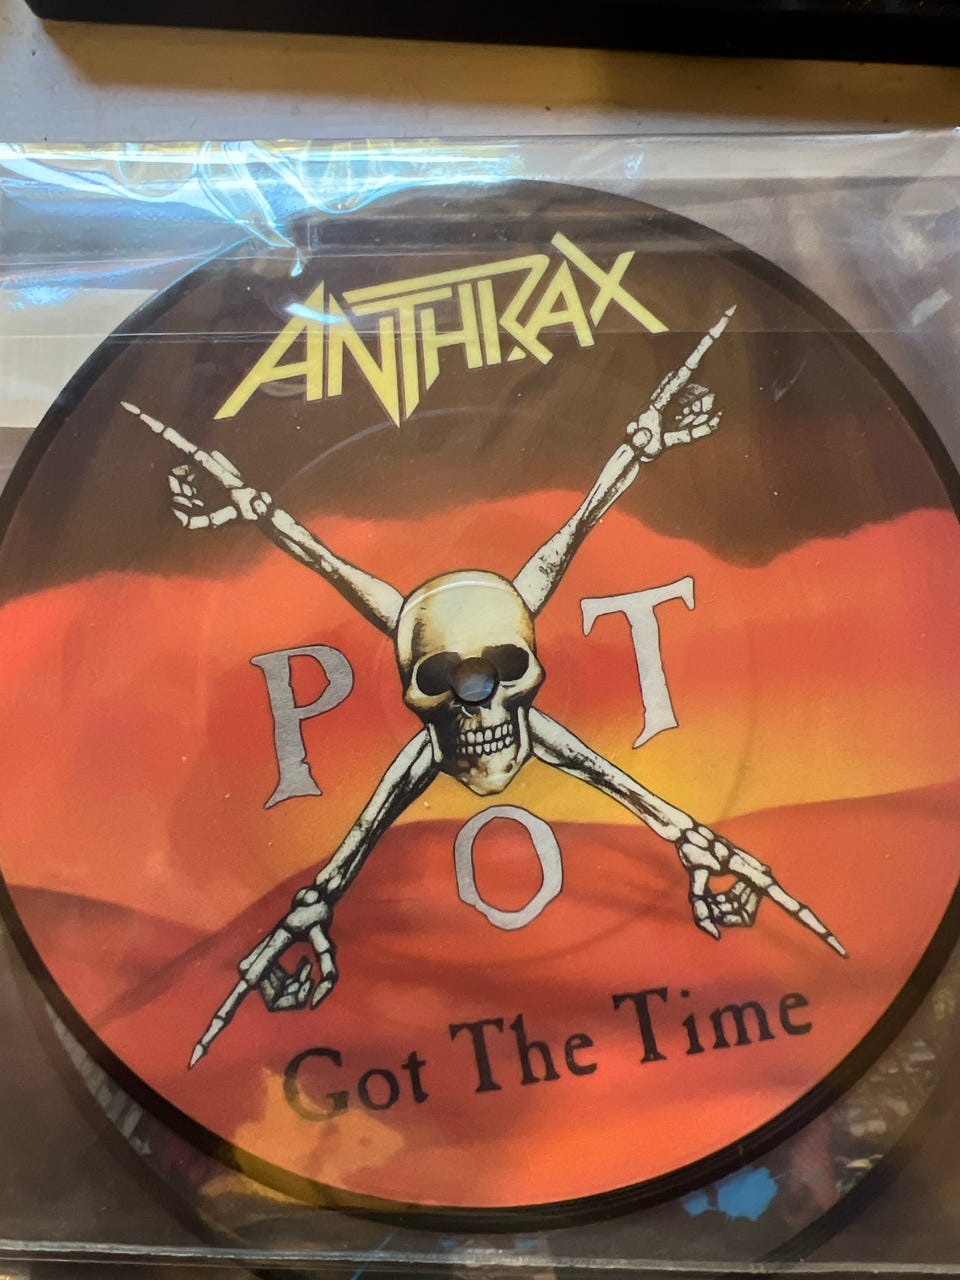 ANTHRAX
P T
O
Got The Time